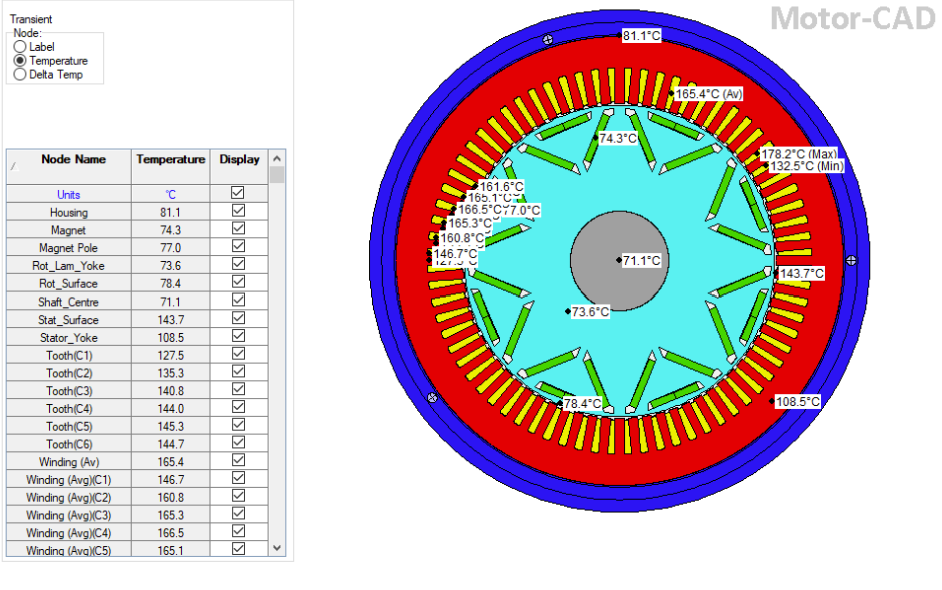 Transient
Node:
Label
Temperature
Delta Temp
Node Name Temperature Display
Units °C
Housing 81.1
Magnet 74.3
Magnet Pole 77.0
Rot_Lam_Yoke 73.6
Rot_Surface 78.4
Shaft_Centre 71.1
Stat_Surface 143.7
Stator_Yoke 108.5
Tooth(C1) 127.5
Tooth(C2) 135.3
Tooth(C3) 140.8
Tooth(C4) 144.0
Tooth(C5) 145.3
Tooth(C6) 144.7
Winding (Av) 165.4
Winding (Avg)(C1) 146.7
Winding (Avg)(C2) 160.8
Winding (Avg)(C3) 165.3
Winding (Avg)(C4) 166.5
Winding (Avg)(C5) 165.1
Motor-CAD
81.1°C
165.4°C (Av)
74.3°C
178.2°C (Max)
132.5°C (Min)
161.6°C
165.1°C
166.5°C 77.0°C
165.3°C
160.8°C
146.7°C
127.5°C
71.1°C
143.7°C
73.6°C
78.4°C
108.5°C